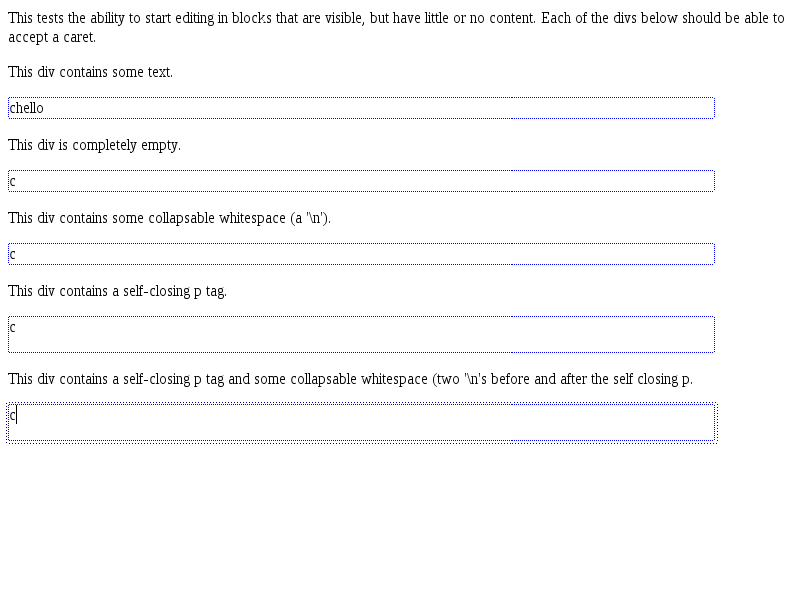 This tests the ability to start editing in blocks that are visible, but have little or no content. Each of the divs below should be able to
accept a caret.
This div contains some text.
chello
This div is completely empty.
c
This div contains some collapsable whitespace (a '\n').
c
This div contains a self-closing p tag.
c
This div contains a self-closing p tag and some collapsable whitespace (two '\n's before and after the self closing p.
c